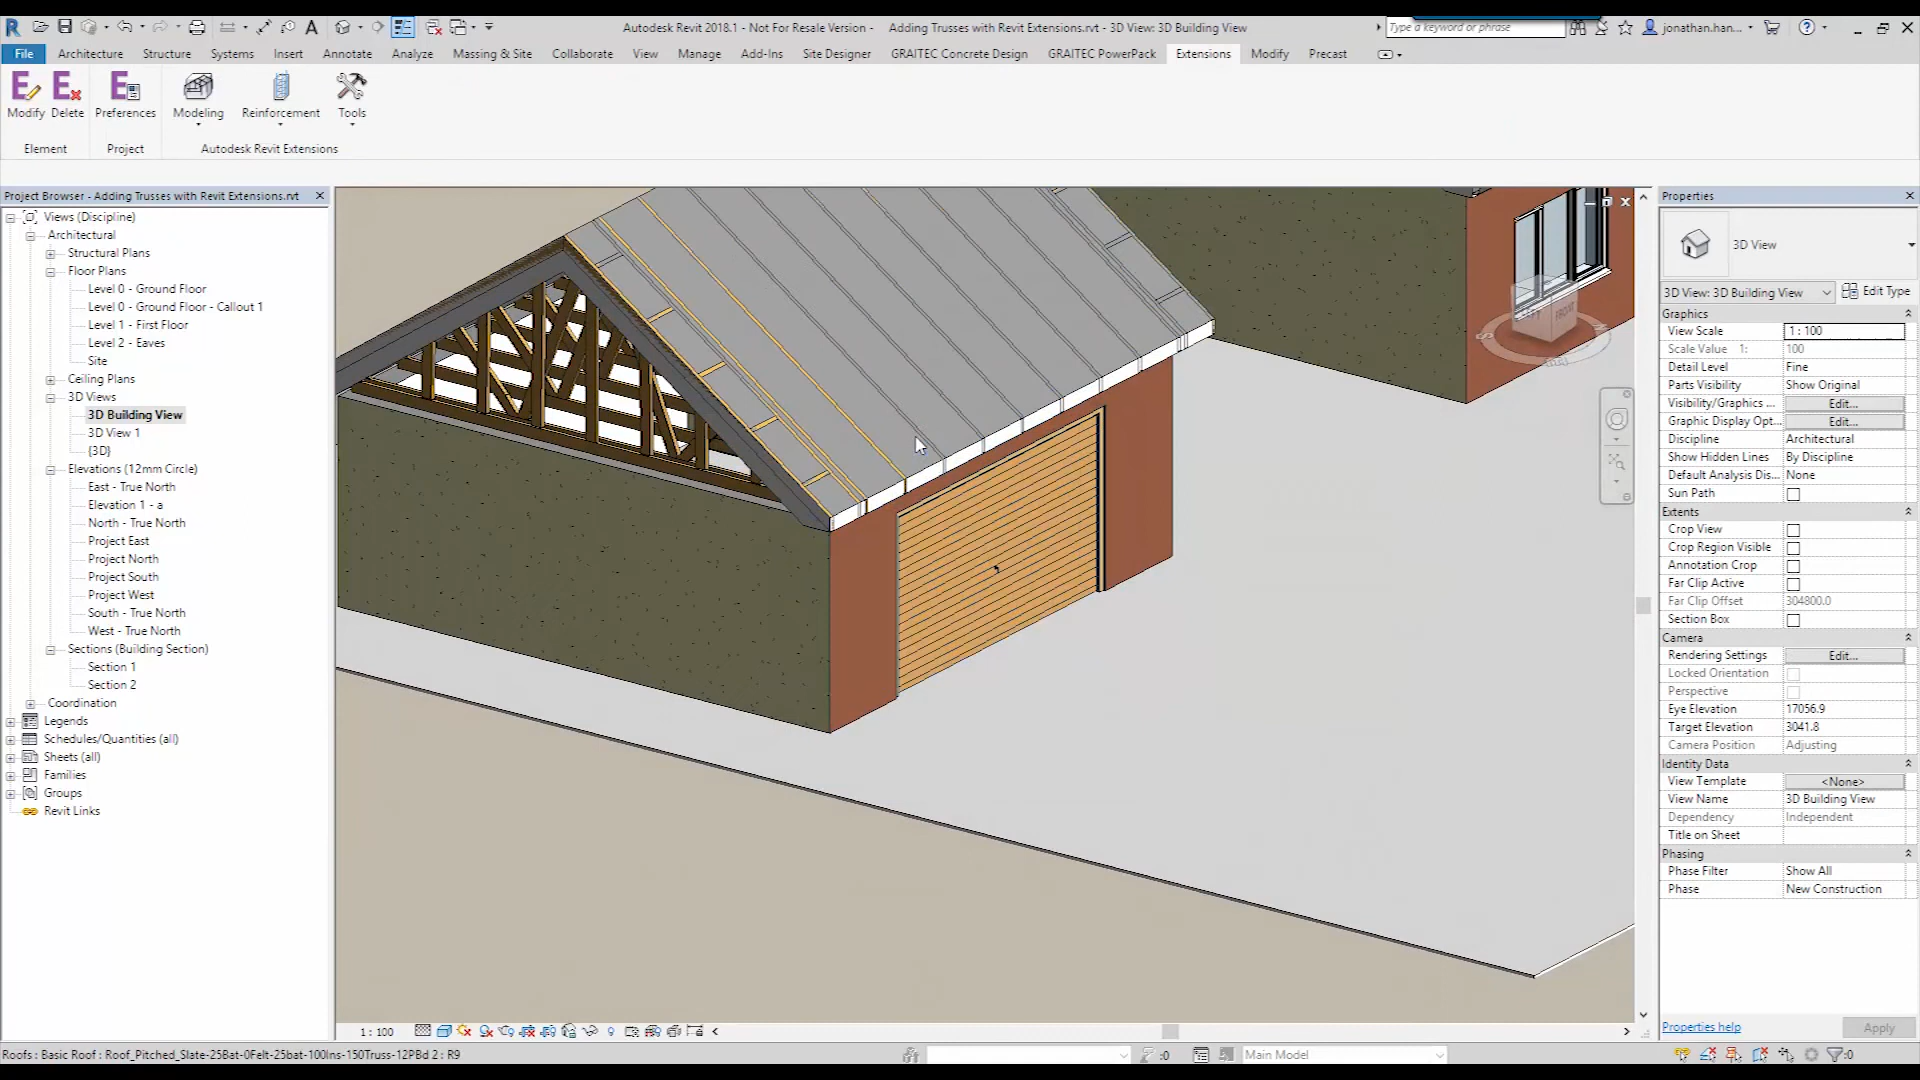 Autodesk Revit 2018.1 - Not For Resale Version - Adding Trusses with Revit Extensions.rvt - 3D View: 3D Building View
Type a keyword or phrase
jonathan.han...
File Architecture Structure Systems Insert Annotate Analyze Massing & Site Collaborate View Manage Add-Ins Site Designer GRAITEC Concrete Design GRAITEC PowerPack Extensions Modify Precast
Modify Delete Preferences Modeling Reinforcement Tools
Element Project Autodesk Revit Extensions
Project Browser - Adding Trusses with Revit Extensions.rvt
Views (Discipline)
Architectural
Structural Plans
Floor Plans
Level 0 - Ground Floor
Level 0 - Ground Floor - Callout 1
Level 1 - First Floor
Level 2 - Eaves
Site
Ceiling Plans
3D Views
3D Building View
3D View 1
{3D}
Elevations (12mm Circle)
East - True North
Elevation 1 - a
North - True North
Project East
Project North
Project South
Project West
South - True North
West - True North
Sections (Building Section)
Section 1
Section 2
Coordination
Legends
Schedules/Quantities (all)
Sheets (all)
Families
Groups
Revit Links
FRONT
Properties
3D View
3D View: 3D Building View Edit Type
Graphics
View Scale 1 : 100
Scale Value 1: 100
Detail Level Fine
Parts Visibility Show Original
Visibility/Graphics ... Edit...
Graphic Display Opt... Edit...
Discipline Architectural
Show Hidden Lines By Discipline
Default Analysis Dis... None
Sun Path
Extents
Crop View
Crop Region Visible
Annotation Crop
Far Clip Active
Far Clip Offset 304800.0
Section Box
Camera
Rendering Settings Edit...
Locked Orientation
Perspective
Eye Elevation 17056.9
Target Elevation 3041.8
Camera Position Adjusting
Identity Data
View Template <None>
View Name 3D Building View
Dependency Independent
Title on Sheet
Phasing
Phase Filter Show All
Phase New Construction
Properties help Apply
1 : 100
Roofs : Basic Roof : Roof_Pitched_Slate-25Bat-0Felt-25bat-100Ins-150Truss-12PBd 2 : R9
:0
Main Model
:0